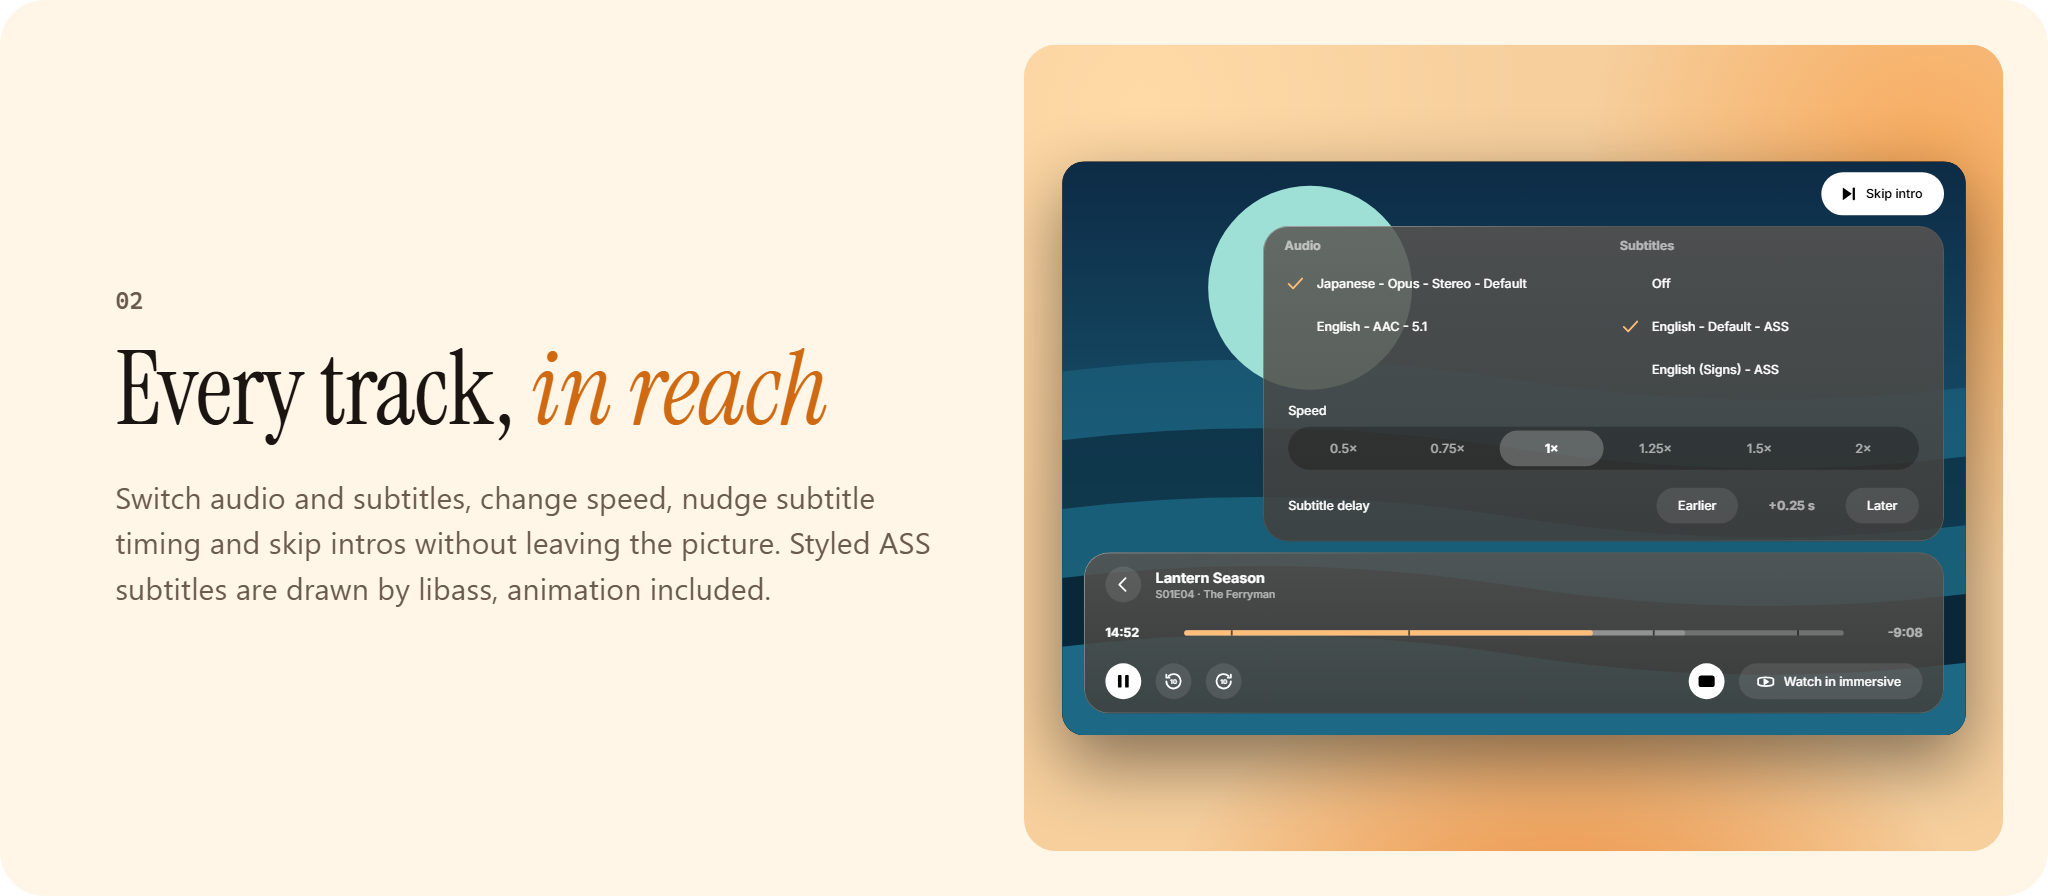 02
Every track, in reach
Switch audio and subtitles, change speed, nudge subtitle
timing and skip intros without leaving the picture. Styled ASS
subtitles are drawn by libass, animation included.
Skip intro
Audio
Japanese - Opus - Stereo - Default
English - AAC - 5.1
Subtitles
Off
English - Default - ASS
English (Signs) - ASS
Speed
0.5× 0.75× 1× 1.25× 1.5× 2×
Subtitle delay Earlier +0.25 s Later
Lantern Season
S01E04 · The Ferryman
14:52 -9:08
10 10 Watch in immersive